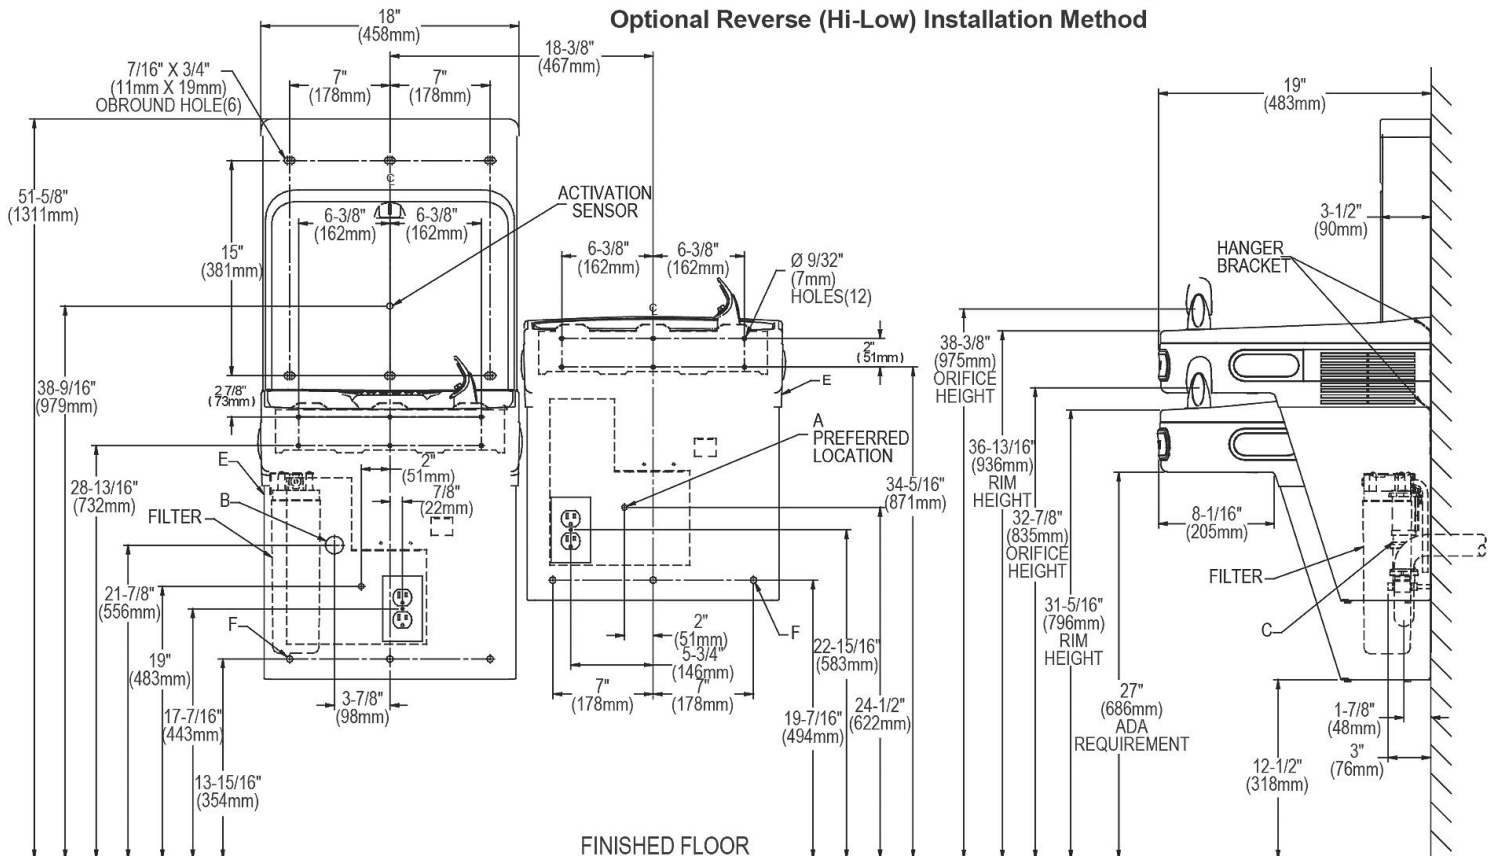 Optional Reverse (Hi-Low) Installation Method
18"
(458mm)
18-3/8"
(467mm)
7/16" X 3/4"
(11mm X 19mm)
OBROUND HOLE(6)
7"
(178mm)
7"
(178mm)
19"
(483mm)
51-5/8"
(1311mm)
℄
ACTIVATION
SENSOR
6-3/8"
(162mm)
6-3/8"
(162mm)
15"
(381mm)
6-3/8"
(162mm)
6-3/8"
(162mm)
Ø 9/32"
(7mm)
HOLES(12)
3-1/2"
(90mm)
HANGER
BRACKET
℄
2"
(51mm)
38-3/8"
(975mm)
ORIFICE
HEIGHT
38-9/16"
(979mm)
2-7/8"
(73mm)
E
A
PREFERRED
LOCATION
36-13/16"
(936mm)
RIM
HEIGHT
E
2"
(51mm)
28-13/16"
(732mm)
B
7/8"
(22mm)
34-5/16"
(871mm)
FILTER
32-7/8"
(835mm)
ORIFICE
HEIGHT
8-1/16"
(205mm)
FILTER
21-7/8"
(556mm)
31-5/16"
(796mm)
RIM
HEIGHT
C
F
2"
(51mm)
F
22-15/16"
(583mm)
19"
(483mm)
5-3/4"
(146mm)
7"
(178mm)
7"
(178mm)
3-7/8"
(98mm)
27"
(686mm)
ADA
REQUIREMENT
17-7/16"
(443mm)
24-1/2"
(622mm)
19-7/16"
(494mm)
1-7/8"
(48mm)
3"
(76mm)
13-15/16"
(354mm)
12-1/2"
(318mm)
FINISHED FLOOR